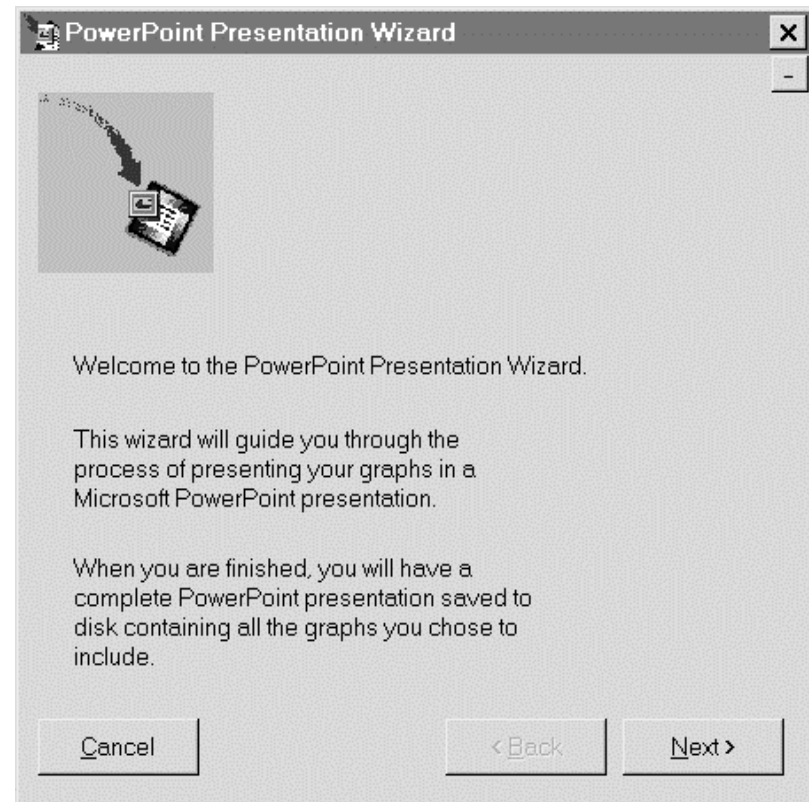 PowerPoint Presentation Wizard
Welcome to the PowerPoint Presentation Wizard.
This wizard will guide you through the
process of presenting your graphs in a
Microsoft PowerPoint presentation.
When you are finished, you will have a
complete PowerPoint presentation saved to
disk containing all the graphs you chose to
include.
Cancel < Back Next >